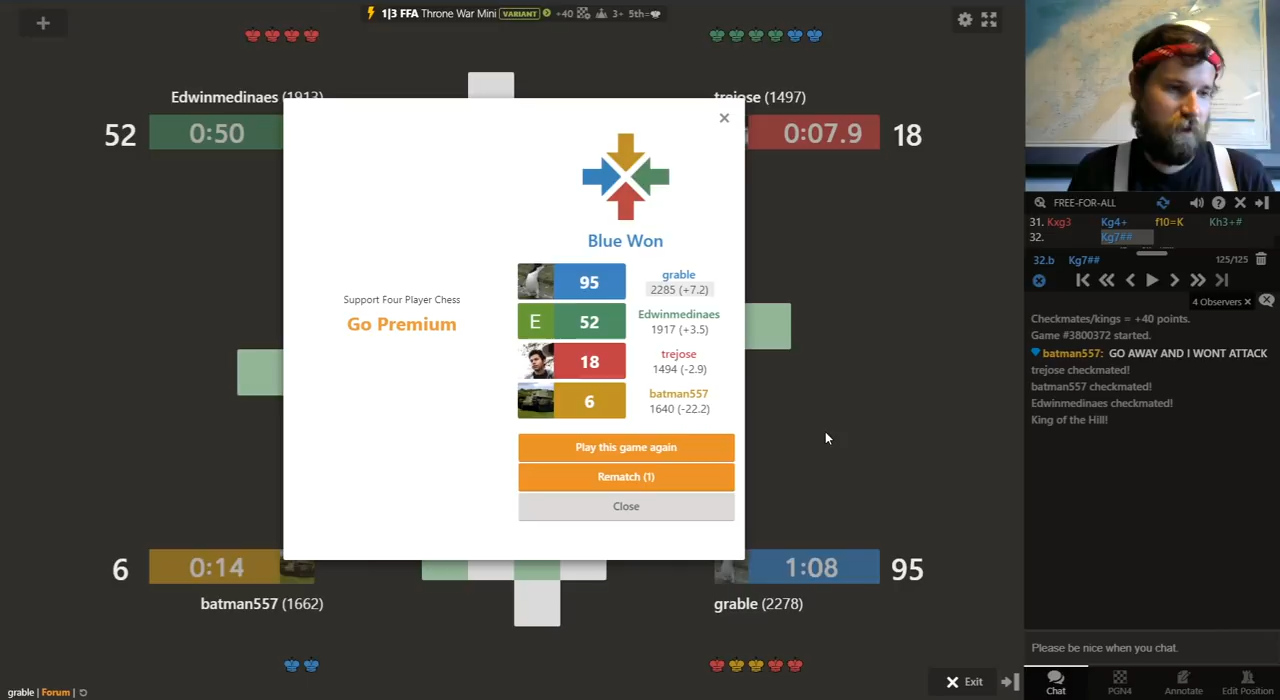 1|3 FFA Throne War Mini VARIANT +40 3+ 5th=
Edwinmedinaes (1913)
trejose (1497)
52
0:50
0:07.9
18
Blue Won
95
grable
2285 (+7.2)
E
52
Edwinmedinaes
1917 (+3.5)
18
trejose
1494 (-2.9)
6
batman557
1640 (-22.2)
Support Four Player Chess
Go Premium
Play this game again
Rematch (1)
Close
6
0:14
1:08
95
batman557 (1662)
grable (2278)
grable | Forum |
Exit
FREE-FOR-ALL
31. Kxg3 Kg4+ f10=K Kh3+#
32. Kg7##
32.b Kg7## 125/125
4 Observers ×
Checkmates/kings = +40 points.
Game #3800372 started.
batman557: GO AWAY AND I WONT ATTACK
trejose checkmated!
batman557 checkmated!
Edwinmedinaes checkmated!
King of the Hill!
Please be nice when you chat.
Chat PGN4 Annotate Edit Position